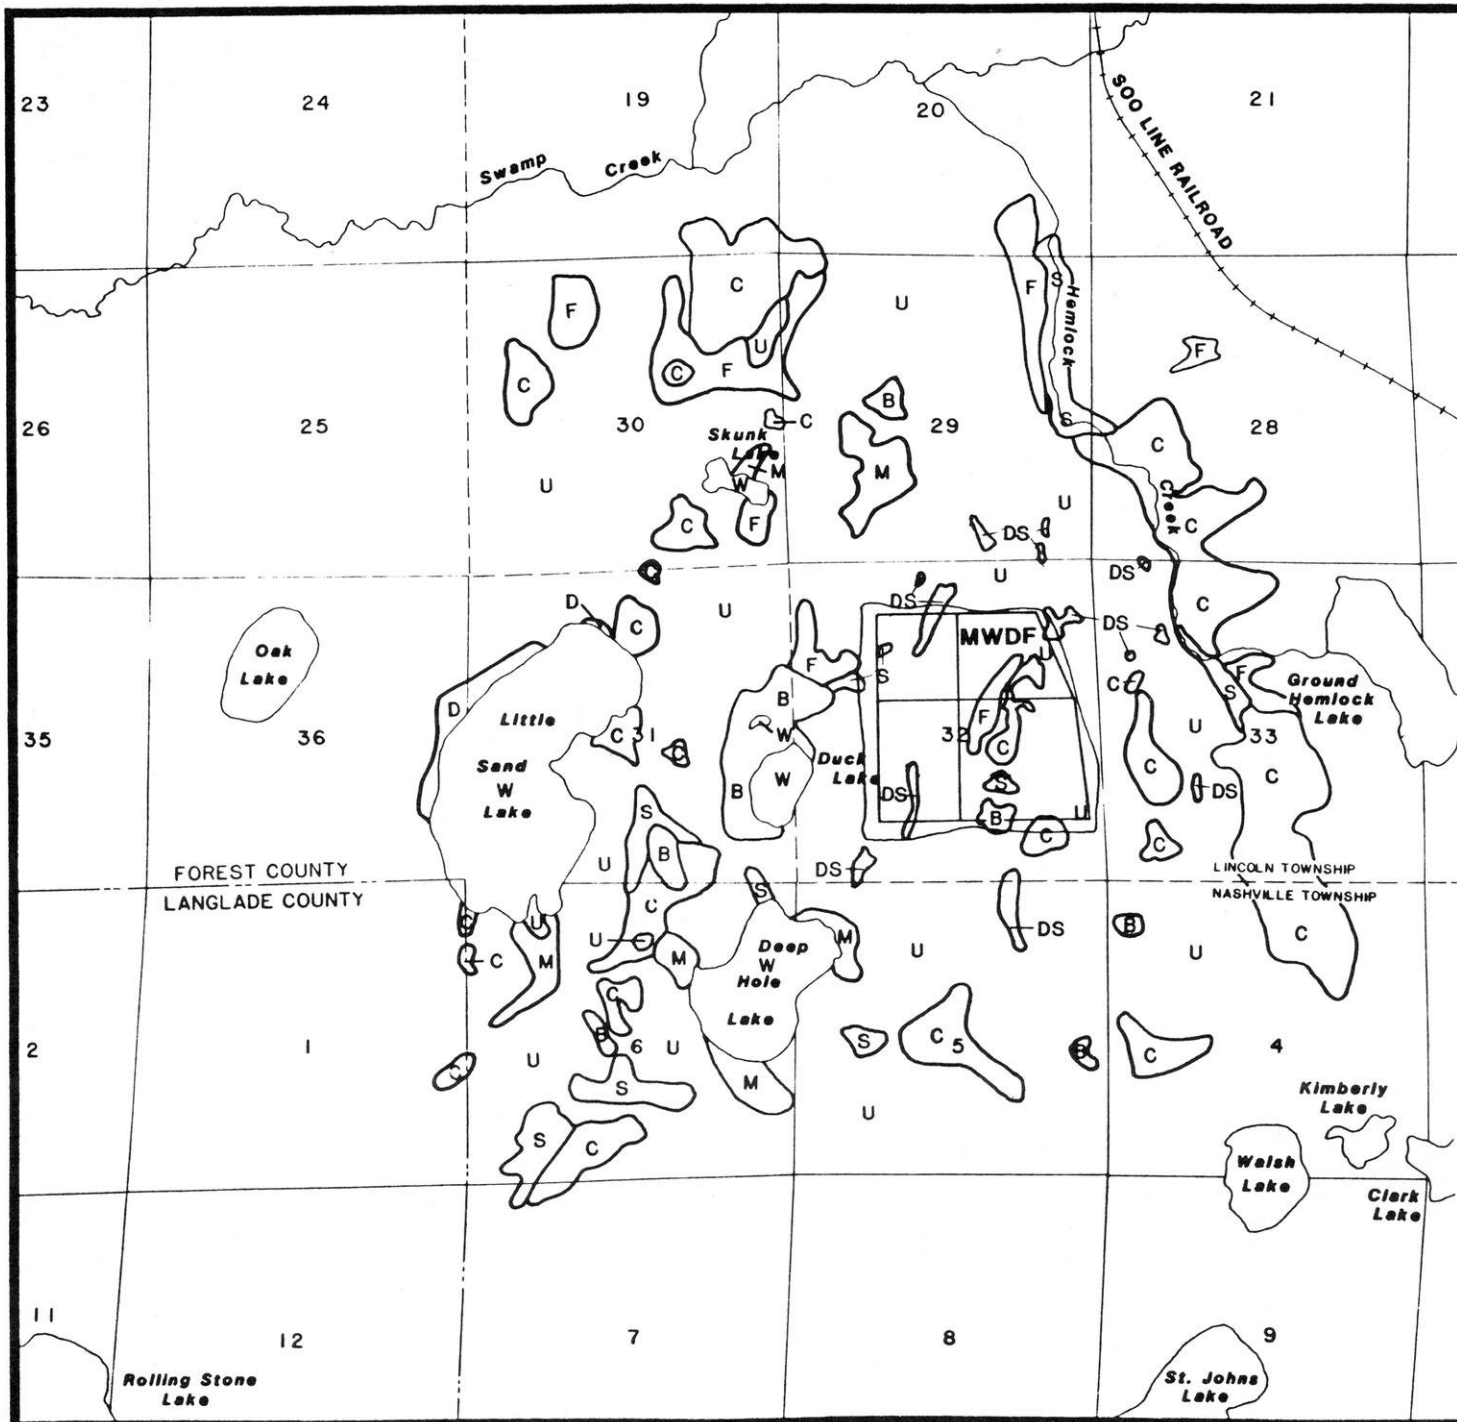 23
24
19
20
21
SOO LINE RAILROAD
Swamp
Creek
F
C
U
F
S
Hemlock
U
F
C
C
F
B
26
25
30
C
29
S
C
28
Skunk
Lake
M
W
M
U
U
Creek
C
C
F
DS
C
DS
U
DS
D
C
U
MWDF
DS
C
Oak
Lake
F
S
U
C
F
Ground
Hemlock
Lake
D
Little
B
S
35
36
C
31
C
W
F
32
C
U
33
Sand
W
Lake
B
W
Duck
Lake
DS
S
C
DS
C
S
B
U
B
C
C
FOREST COUNTY
LANGLADE COUNTY
U
DS
LINCOLN TOWNSHIP
NASHVILLE TOWNSHIP
S
C
U
C
B
C
M
U
M
Deep
W
Hole
Lake
M
U
DS
U
C
C
B
2
1
U
6
U
S
C
5
B
C
4
C
S
M
U
Kimberly
Lake
S
C
Walsh
Lake
Clark
Lake
11
12
7
8
9
Rolling Stone
Lake
St. Johns
Lake